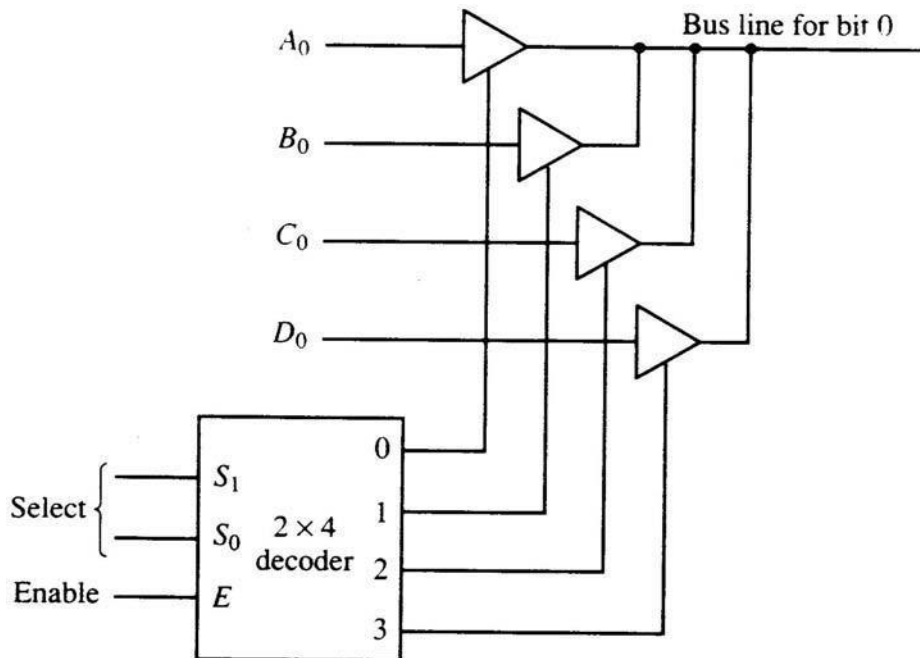 Bus line for bit 0
A₀
B₀
C₀
D₀
Select
S₁
S₀
Enable
E
2 × 4
decoder
0
1
2
3